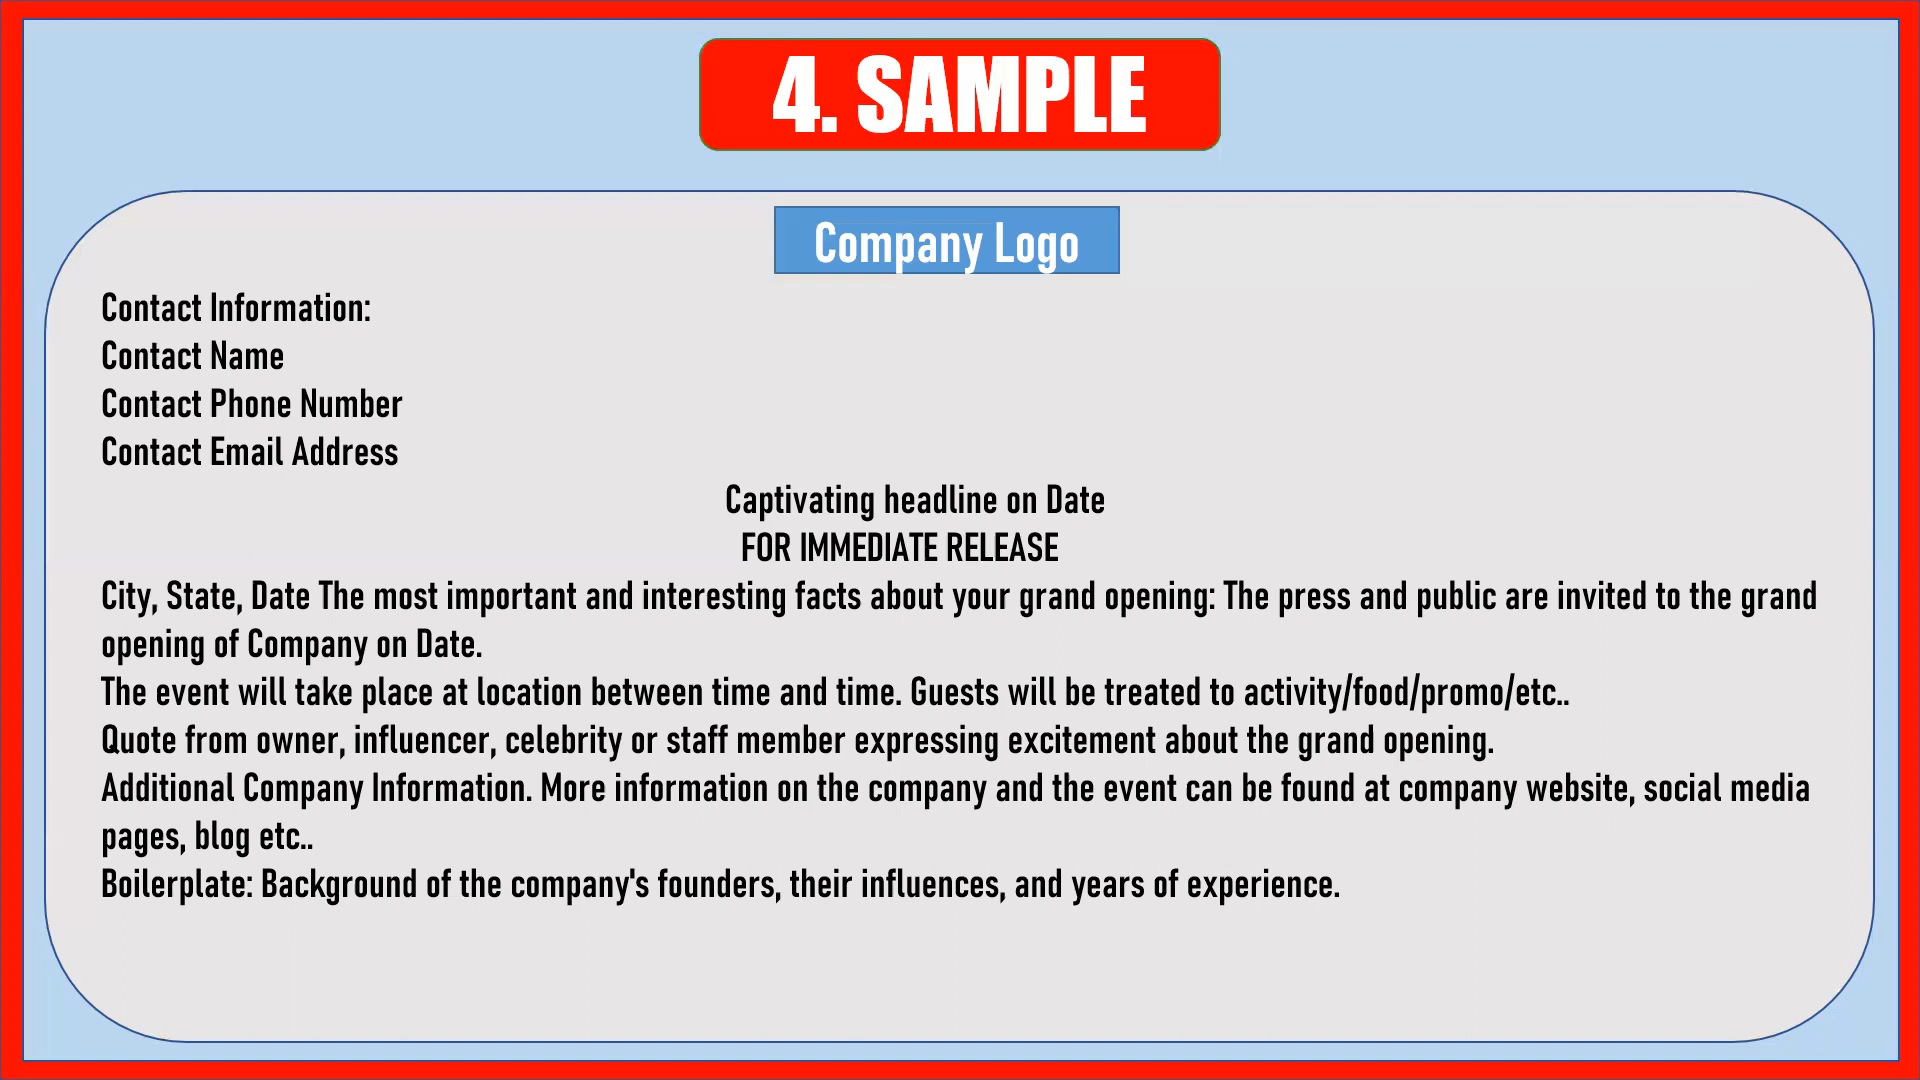 4. SAMPLE
Company Logo
Contact Information:
Contact Name
Contact Phone Number
Contact Email Address
Captivating headline on Date
FOR IMMEDIATE RELEASE
City, State, Date The most important and interesting facts about your grand opening: The press and public are invited to the grand
opening of Company on Date.
The event will take place at location between time and time. Guests will be treated to activity/food/promo/etc..
Quote from owner, influencer, celebrity or staff member expressing excitement about the grand opening.
Additional Company Information. More information on the company and the event can be found at company website, social media
pages, blog etc..
Boilerplate: Background of the company's founders, their influences, and years of experience.